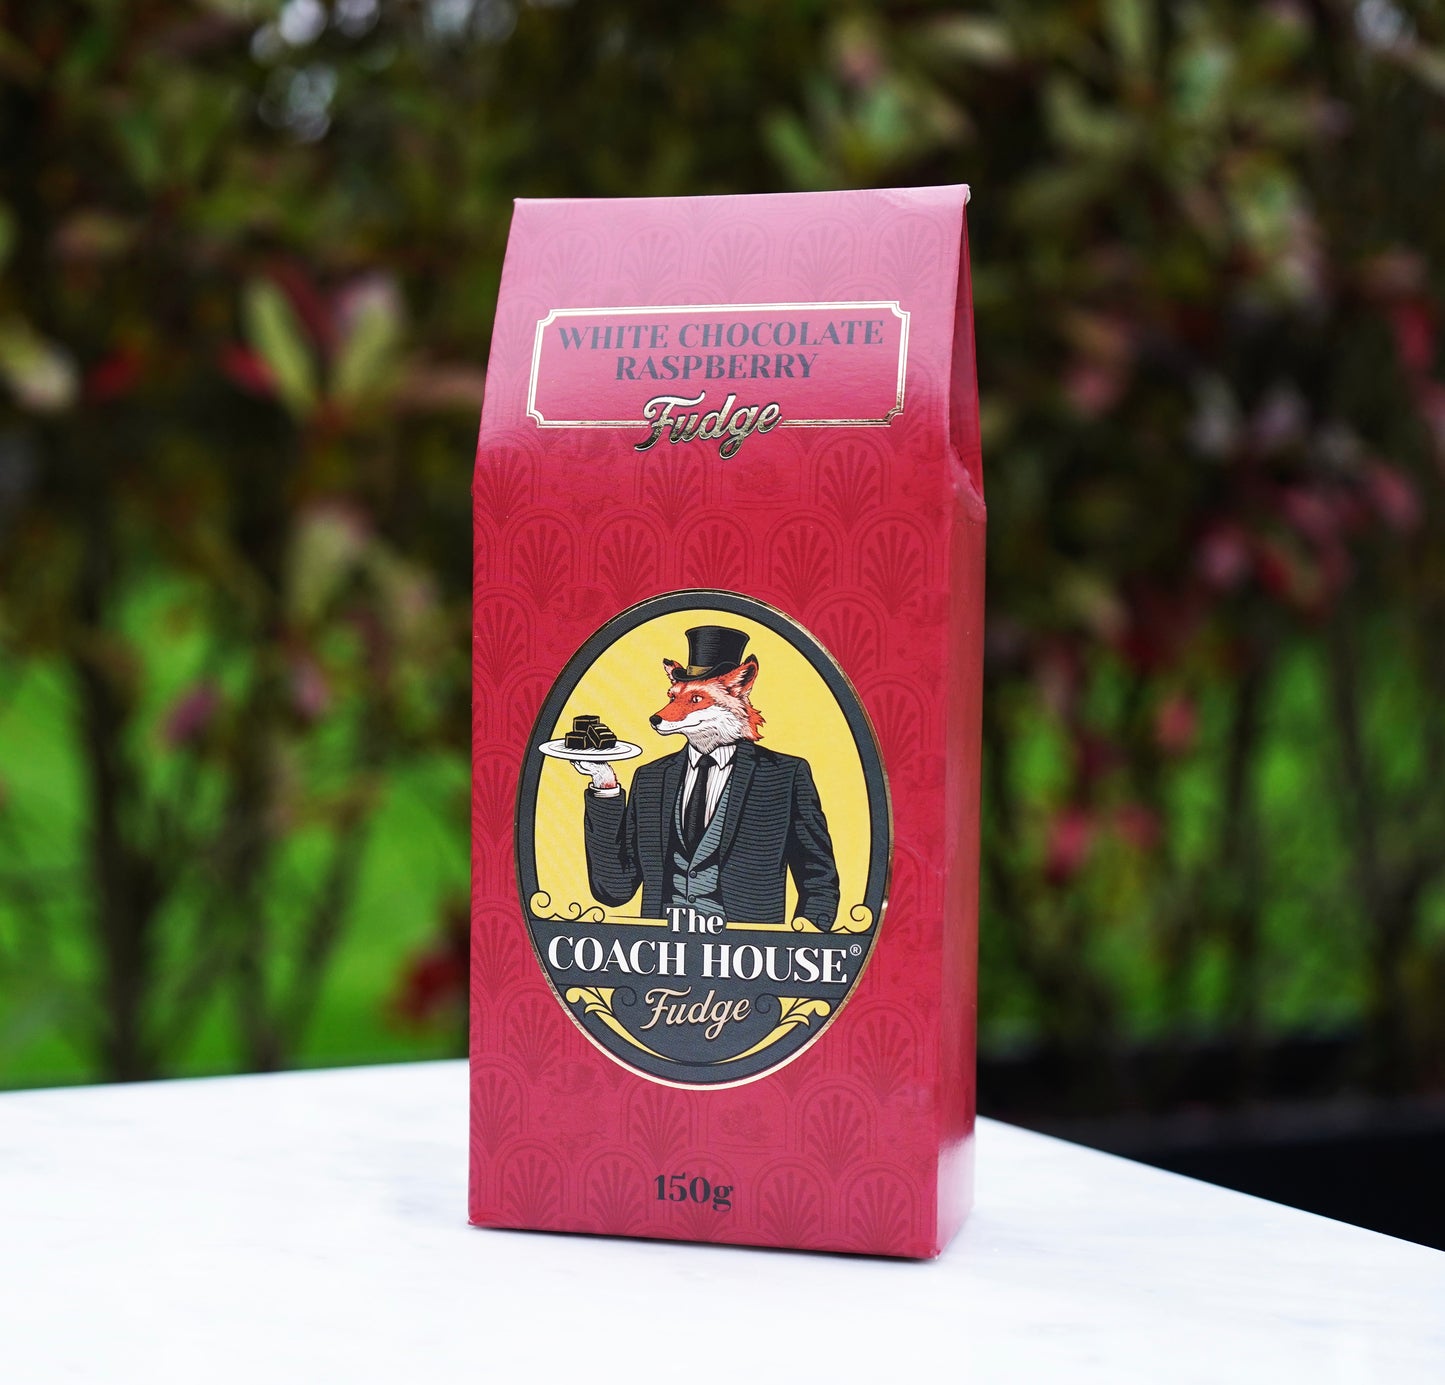 WHITE CHOCOLATE
RASPBERRY
Fudge
The
COACH HOUSE®
Fudge
150g